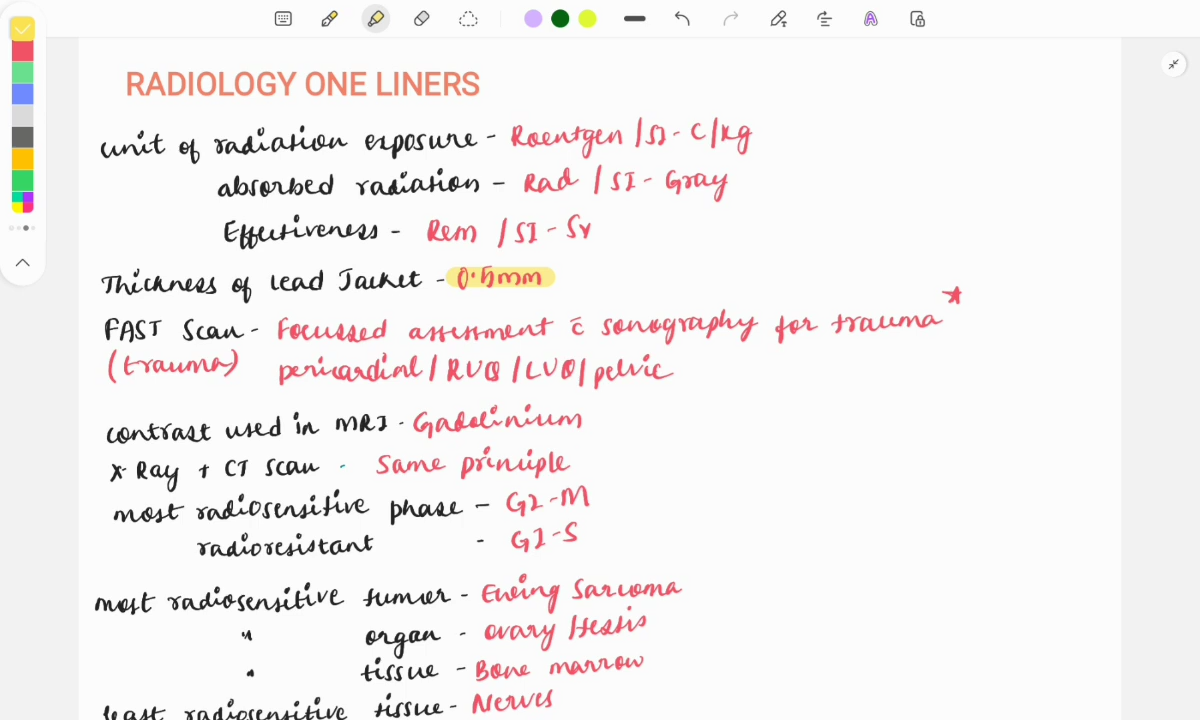 RADIOLOGY ONE LINERS
unit of radiation exposure - Roentgen / SI - C/kg
absorbed radiation - Rad / SI - Gray
Effectiveness - Rem / SI - Sv
Thickness of Lead Jacket - 0.5mm
FAST Scan - Focussed assessment c̄ sonography for trauma *
(trauma) pericardial / RUQ / LUQ / pelvic
contrast used in MRI - Gadolinium
X Ray + CT Scan - Same principle
most radiosensitive phase - G2-M
radioresistant - G1-S
most radiosensitive tumor - Ewing Sarcoma
" organ - ovary / testis
" tissue - Bone marrow
least radiosensitive tissue - Nerves